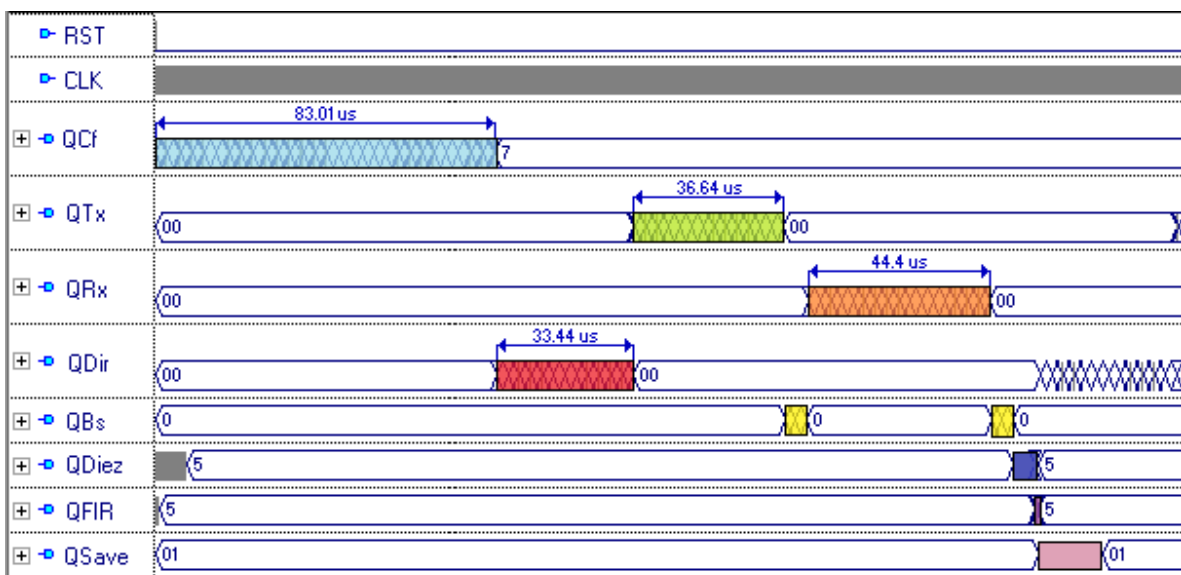 RST
CLK
83.01 us
QCf 7
36.64 us
QTx 00 00
44.4 us
QRx 00 00
33.44 us
QDir 00 00
QBs 0 0 0
QDiez 5 5
QFIR 5 5
QSave 01 01